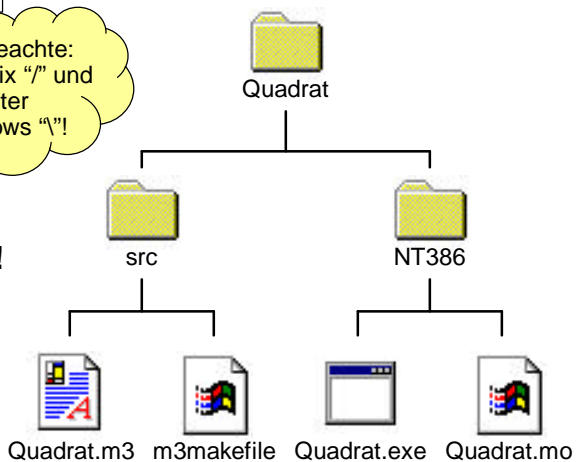 eachte:
ix “/” und
ter
ows “\”!
Quadrat
!
src
NT386
Quadrat.m3 m3makefile Quadrat.exe Quadrat.mo